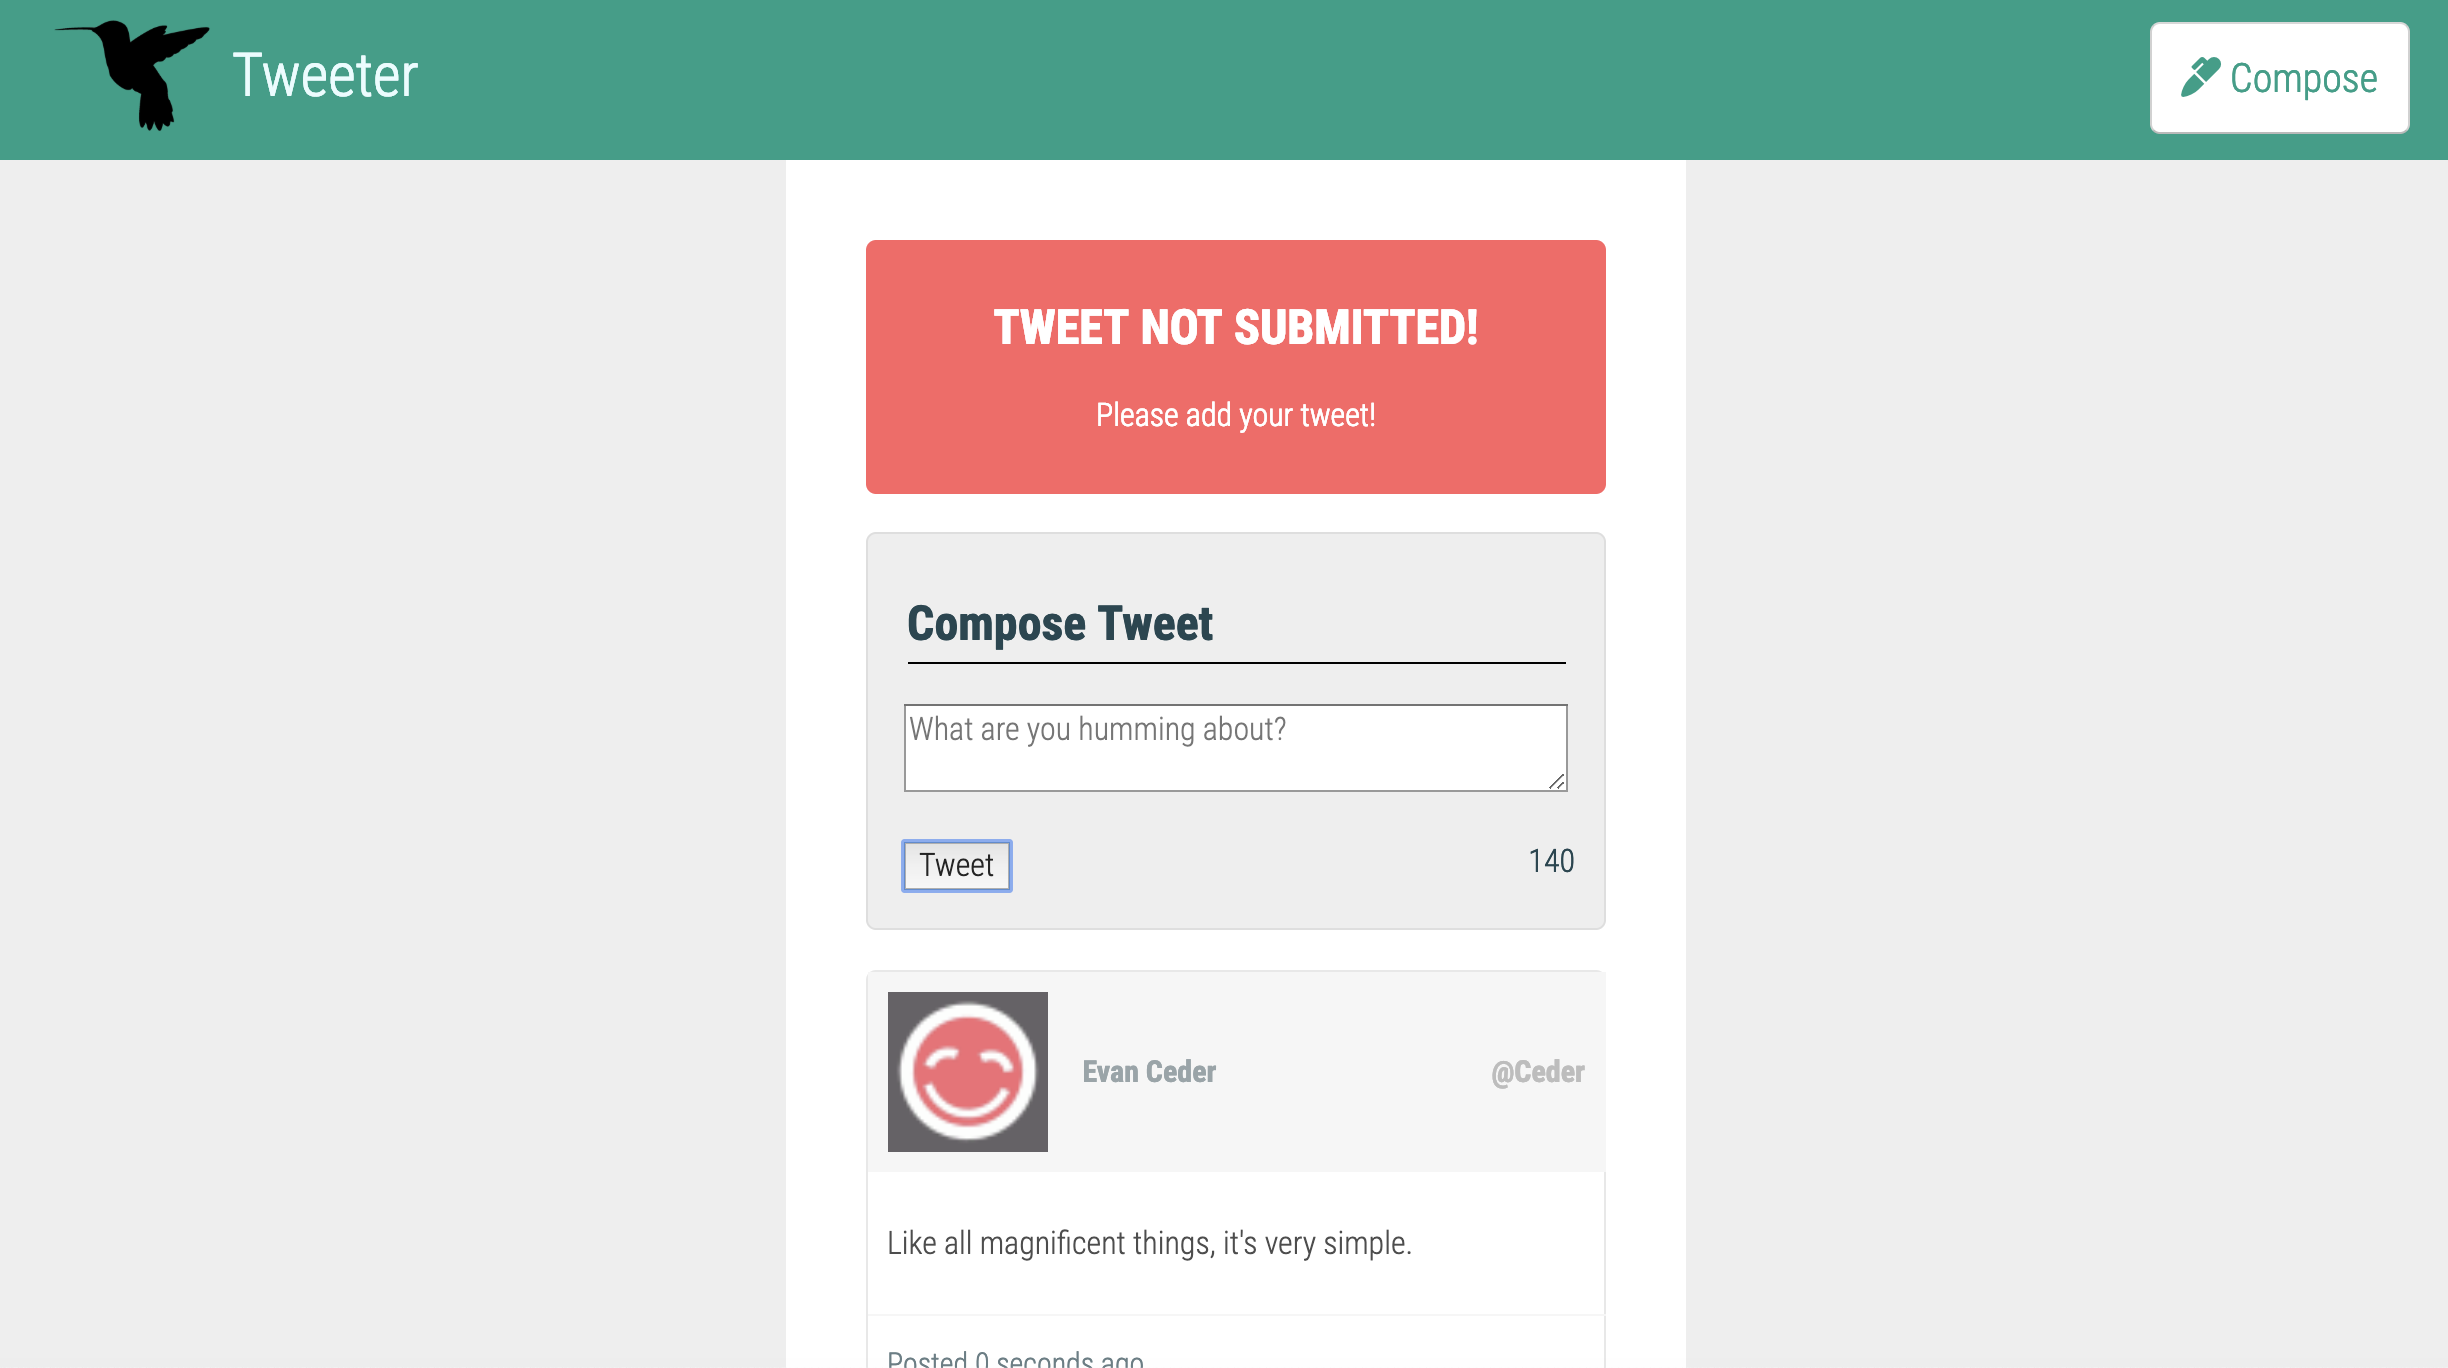 Tweeter
Compose
TWEET NOT SUBMITTED!
Please add your tweet!
Compose Tweet
What are you humming about?
Tweet
140
Evan Ceder
@Ceder
Like all magnificent things, it's very simple.
Posted 0 seconds ago